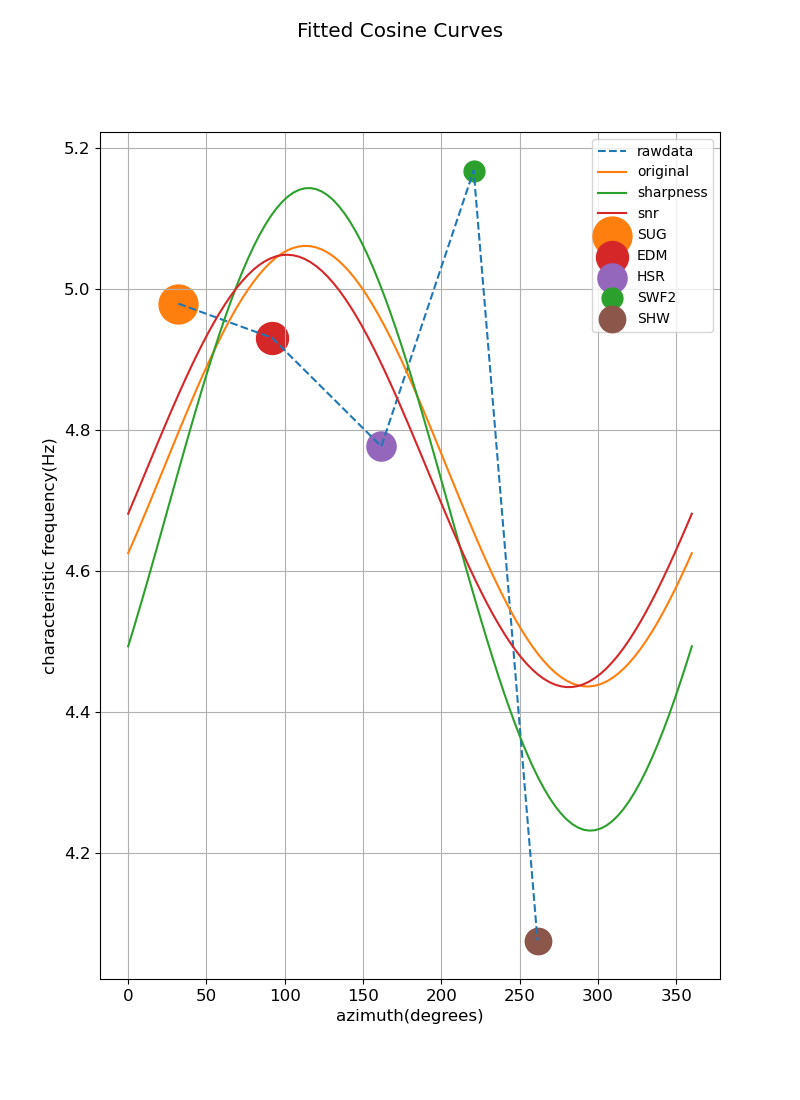 Fitted Cosine Curves
5.2
5.0
4.8
4.6
4.4
4.2
characteristic frequency(Hz)
rawdata
original
sharpness
snr
SUG
EDM
HSR
SWF2
SHW
0 50 100 150 200 250 300 350
azimuth(degrees)